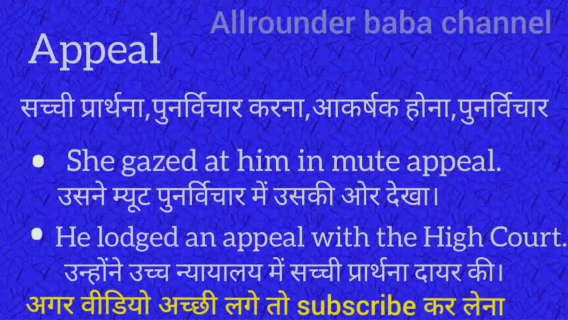 Allrounder baba channel
Appeal
सच्ची प्रार्थना,पुनर्विचार करना,आकर्षक होना,पुनर्विचार
• She gazed at him in mute appeal.
उसने म्यूट पुनर्विचार में उसकी ओर देखा।
• He lodged an appeal with the High Court.
उन्होंने उच्च न्यायालय में सच्ची प्रार्थना दायर की।
अगर वीडियो अच्छी लगे तो subscribe कर लेना